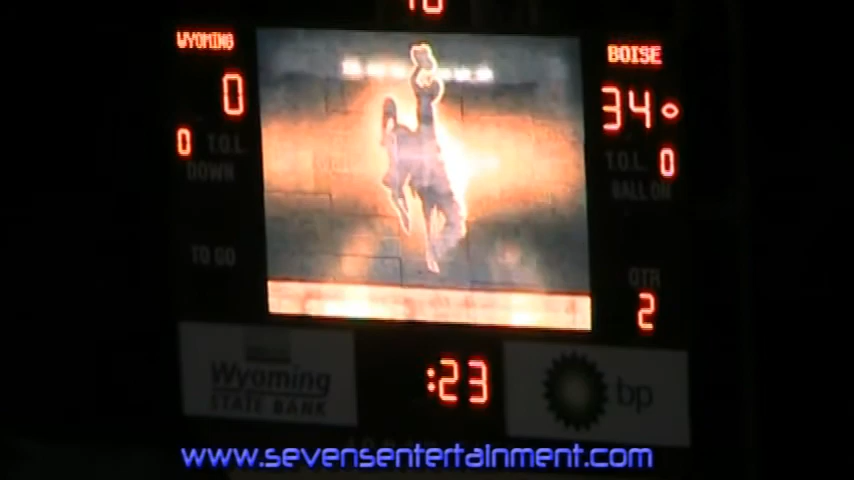 WYOMING
BOISE
0
34
0 T.O.L.
T.O.L. 0
DOWN
BALL ON
TO GO
QTR
2
Wyoming
STATE BANK
:23
bp
www.sevensentertainment.com